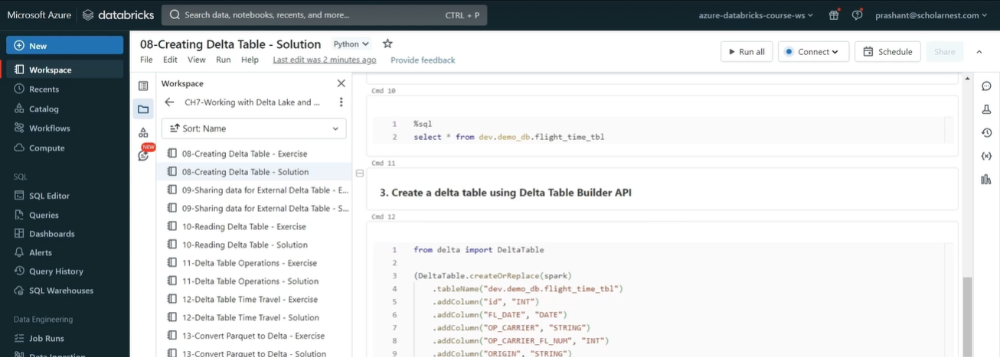 Microsoft Azure databricks Search data, notebooks, recents, and more... CTRL + P azure-databricks-course-ws prashant@scholarnest.com
New
Workspace
Recents
Catalog
Workflows
Compute
SQL
SQL Editor
Queries
Dashboards
Alerts
Query History
SQL Warehouses
Data Engineering
Job Runs
Data Ingestion
08-Creating Delta Table - Solution Python
File Edit View Run Help Last edit was 2 minutes ago Provide feedback
Run all Connect Schedule Share
NEW
Workspace
CH7-Working with Delta Lake and ...
Sort: Name
08-Creating Delta Table - Exercise
08-Creating Delta Table - Solution
09-Sharing data for External Delta Table - E...
09-Sharing data for External Delta Table - S...
10-Reading Delta Table - Exercise
10-Reading Delta Table - Solution
11-Delta Table Operations - Exercise
11-Delta Table Operations - Solution
12-Delta Table Time Travel - Exercise
12-Delta Table Time Travel - Solution
13-Convert Parquet to Delta - Exercise
13-Convert Parquet to Delta - Solution
Cmd 10
1 %sql
2 select * from dev.demo_db.flight_time_tbl
Cmd 11
3. Create a delta table using Delta Table Builder API
Cmd 12
1 from delta import DeltaTable
2
3 (DeltaTable.createOrReplace(spark)
4 .tableName("dev.demo_db.flight_time_tbl")
5 .addColumn("id", "INT")
6 .addColumn("FL_DATE", "DATE")
7 .addColumn("OP_CARRIER", "STRING")
8 .addColumn("OP_CARRIER_FL_NUM", "INT")
9 .addColumn("ORIGIN", "STRING")